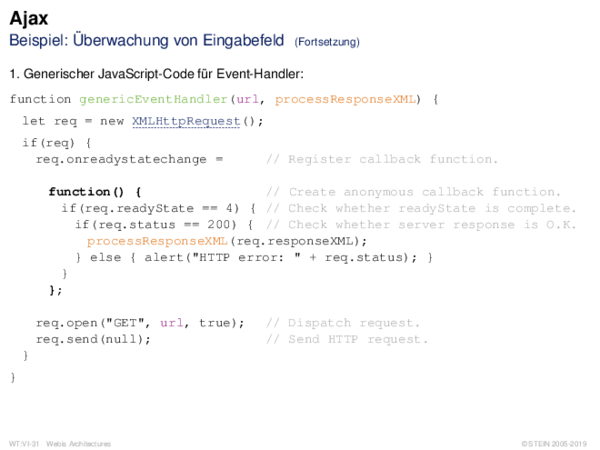 Ajax
Beispiel: Überwachung von Eingabefeld (Fortsetzung)
1. Generischer JavaScript-Code für Event-Handler:
function genericEventHandler(url, processResponseXML) {
let req = new XMLHttpRequest();
if(req) {
req.onreadystatechange = // Register callback function.
function() { // Create anonymous callback function.
if(req.readyState == 4) { // Check whether readyState is complete.
if(req.status == 200) { // Check whether server response is O.K.
processResponseXML(req.responseXML);
} else { alert("HTTP error: " + req.status); }
}
};
req.open("GET", url, true); // Dispatch request.
req.send(null); // Send HTTP request.
}
}
WT:VI-31 Webis Architectures © STEIN 2005-2019